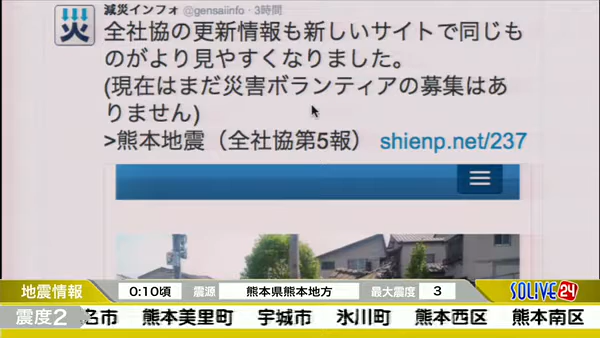 減災インフォ @gensaiinfo · 3時間
災
全社協の更新情報も新しいサイトで同じも
のがより見やすくなりました。
(現在はまだ災害ボランティアの募集はあ
りません)
>熊本地震（全社協第5報） shienp.net/237
地震情報 0:10頃 震源 熊本県熊本地方 最大震度 3 SOLiVE24
震度2 名市 熊本美里町 宇城市 氷川町 熊本西区 熊本南区